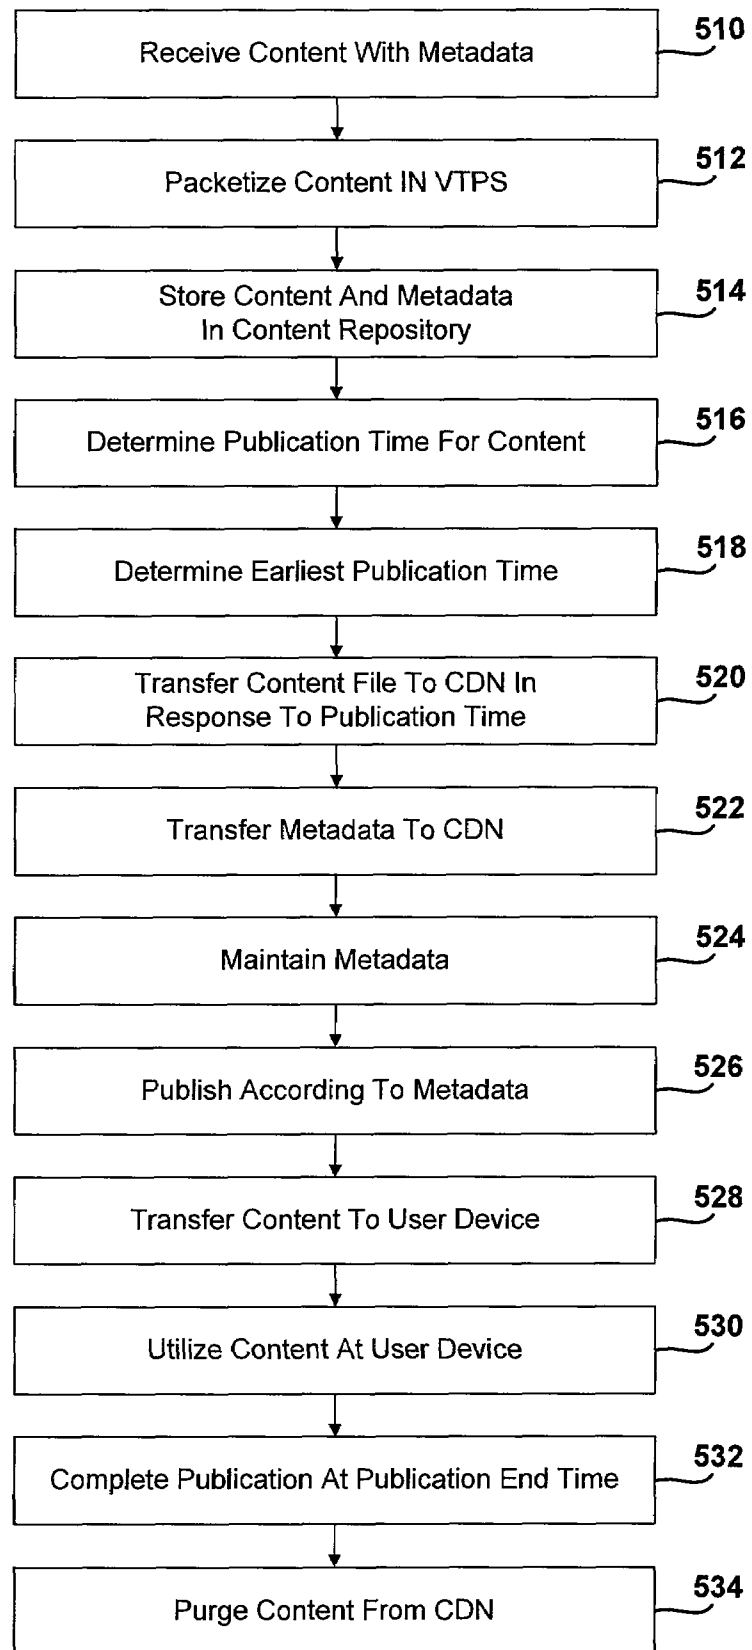 Receive Content With Metadata
510
Packetize Content IN VTPS
512
Store Content And Metadata
In Content Repository
514
Determine Publication Time For Content
516
Determine Earliest Publication Time
518
Transfer Content File To CDN In
Response To Publication Time
520
Transfer Metadata To CDN
522
Maintain Metadata
524
Publish According To Metadata
526
Transfer Content To User Device
528
Utilize Content At User Device
530
Complete Publication At Publication End Time
532
Purge Content From CDN
534